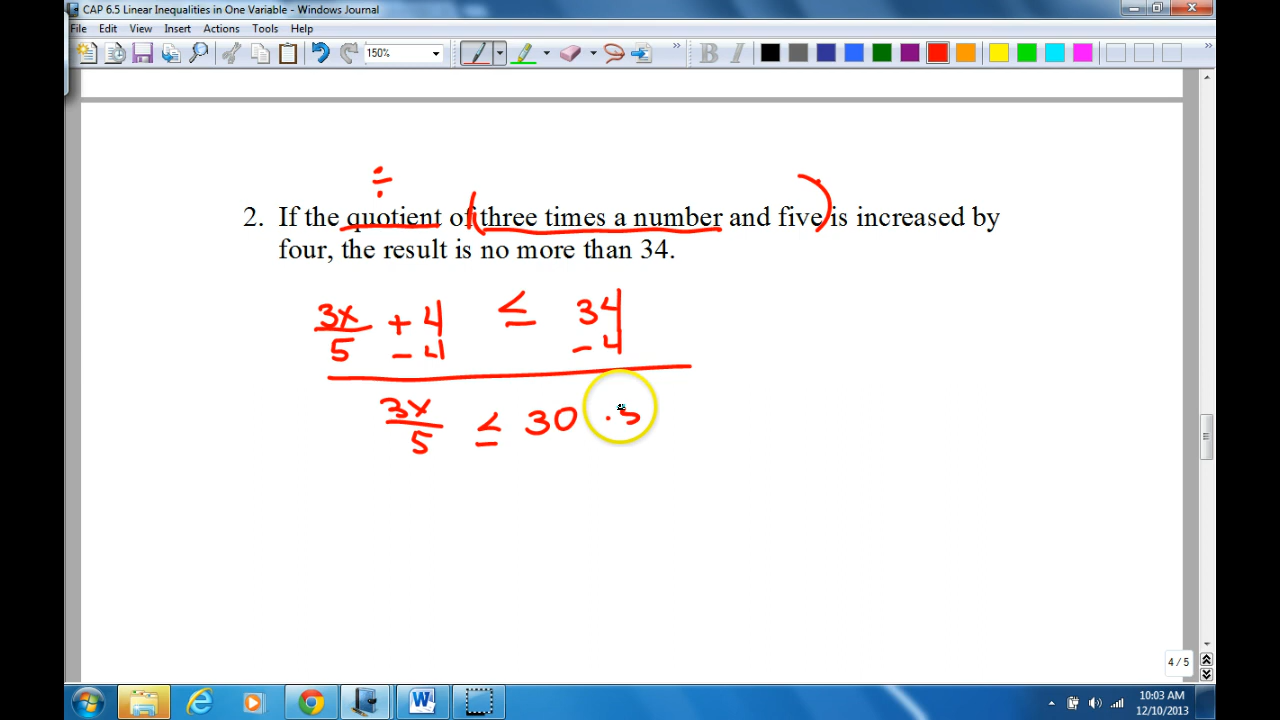 CAP 6.5 Linear Inequalities in One Variable - Windows Journal
File Edit View Insert Actions Tools Help
150% B I
÷
2. If the quotient of (three times a number and five) is increased by
four, the result is no more than 34.
3x/5 + 4 ≤ 34
- 4 - 4
3x/5 ≤ 30 · 5
4 / 5
10:03 AM
12/10/2013